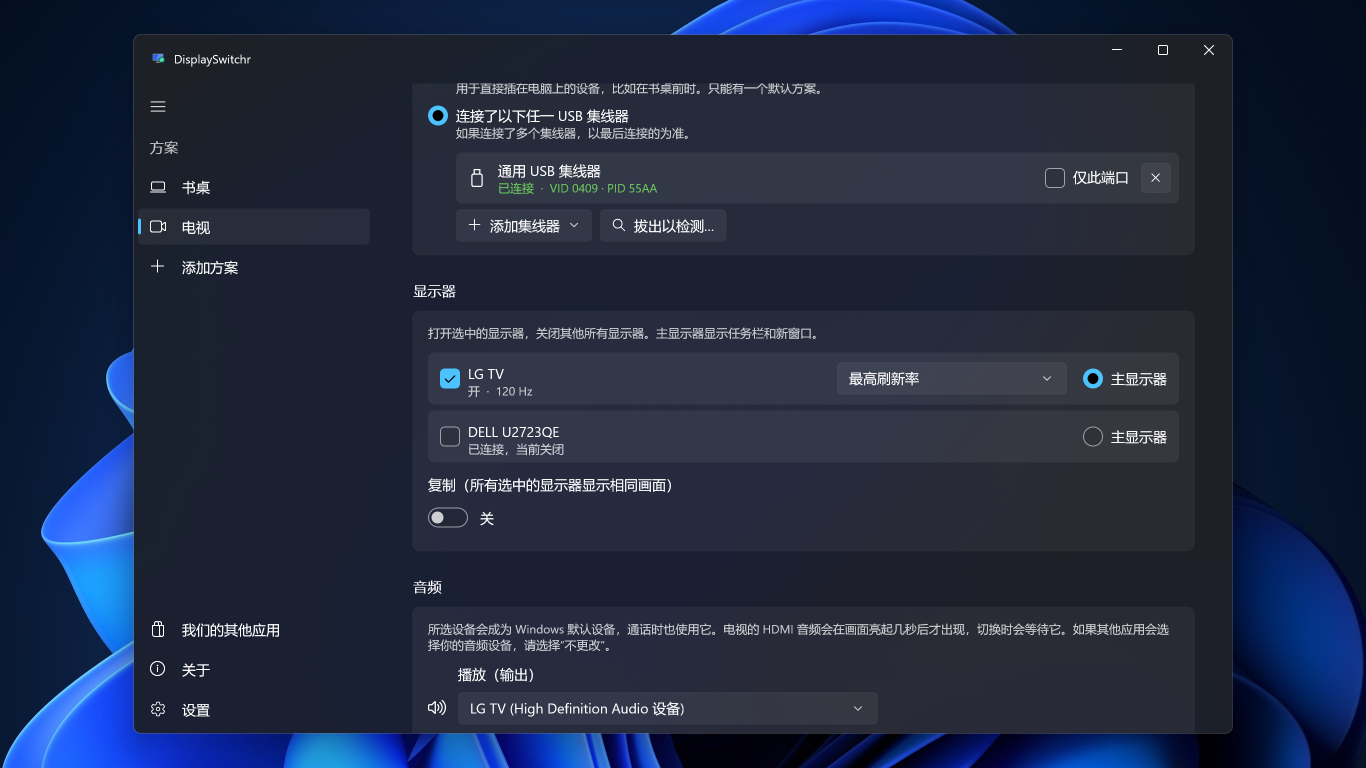 DisplaySwitchr
方案
书桌
电视
添加方案
我们的其他应用
关于
设置
用于直接插在电脑上的设备，比如在书桌前时。只能有一个默认方案。
连接了以下任一 USB 集线器
如果连接了多个集线器，以最后连接的为准。
通用 USB 集线器
已连接 · VID 0409 · PID 55AA
仅此端口
添加集线器
拔出以检测...
显示器
打开选中的显示器，关闭其他所有显示器。主显示器显示任务栏和新窗口。
LG TV
开 · 120 Hz
最高刷新率
主显示器
DELL U2723QE
已连接，当前关闭
主显示器
复制（所有选中的显示器显示相同画面）
关
音频
所选设备会成为 Windows 默认设备，通话时也使用它。电视的 HDMI 音频会在画面亮起几秒后才出现，切换时会等待它。如果其他应用会选
择你的音频设备，请选择"不更改"。
播放（输出）
LG TV (High Definition Audio 设备)